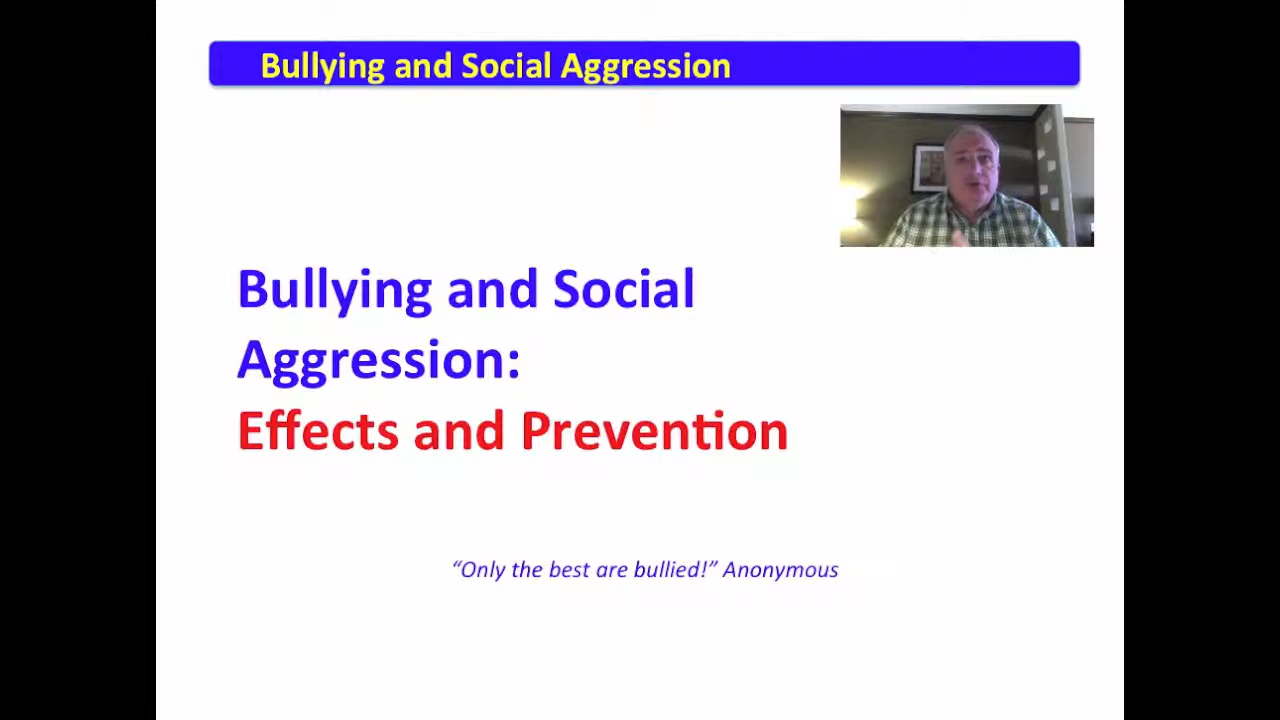 Bullying and Social Aggression
Bullying and Social
Aggression:
Effects and Prevention
“Only the best are bullied!” Anonymous